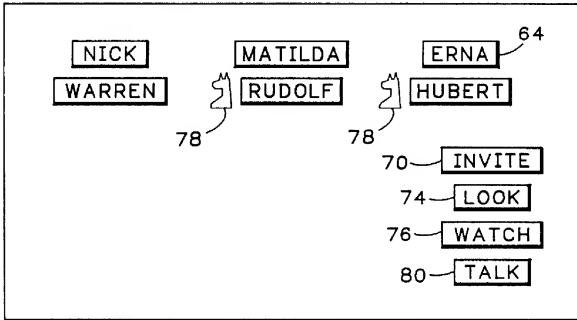 NICK MATILDA ERNA 64
WARREN RUDOLF HUBERT
78 78
70 INVITE
74 LOOK
76 WATCH
80 TALK